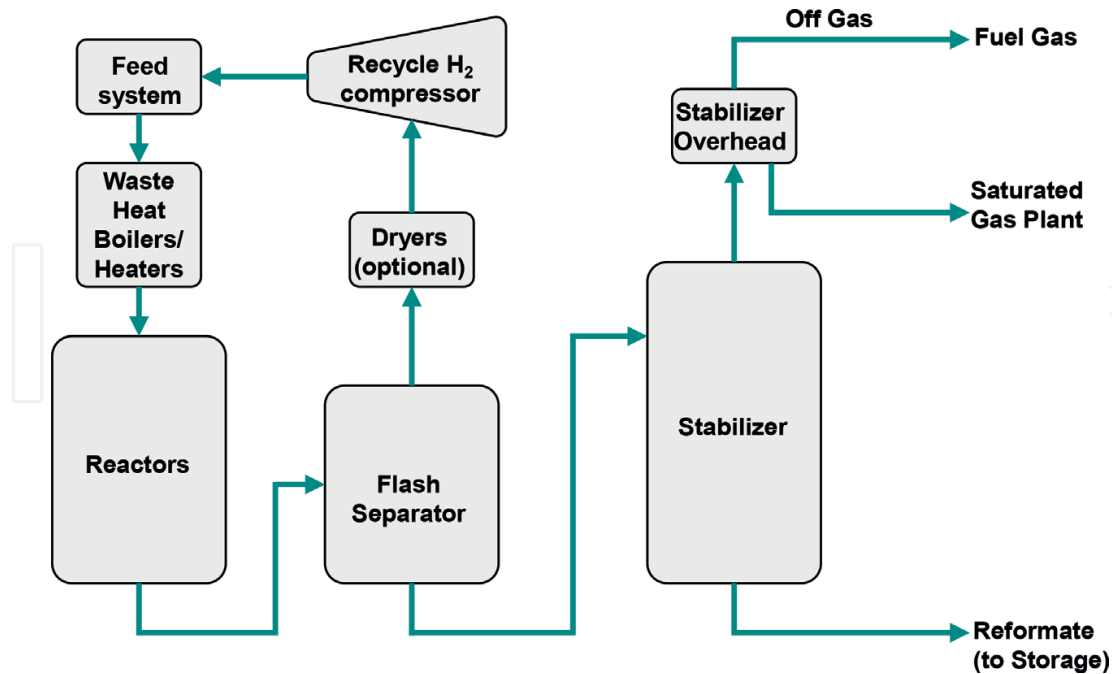 Feed
system
Recycle H₂
compressor
Off Gas
Fuel Gas
Stabilizer
Overhead
Waste
Heat
Boilers/
Heaters
Dryers
(optional)
Saturated
Gas Plant
Reactors
Flash
Separator
Stabilizer
Reformate
(to Storage)